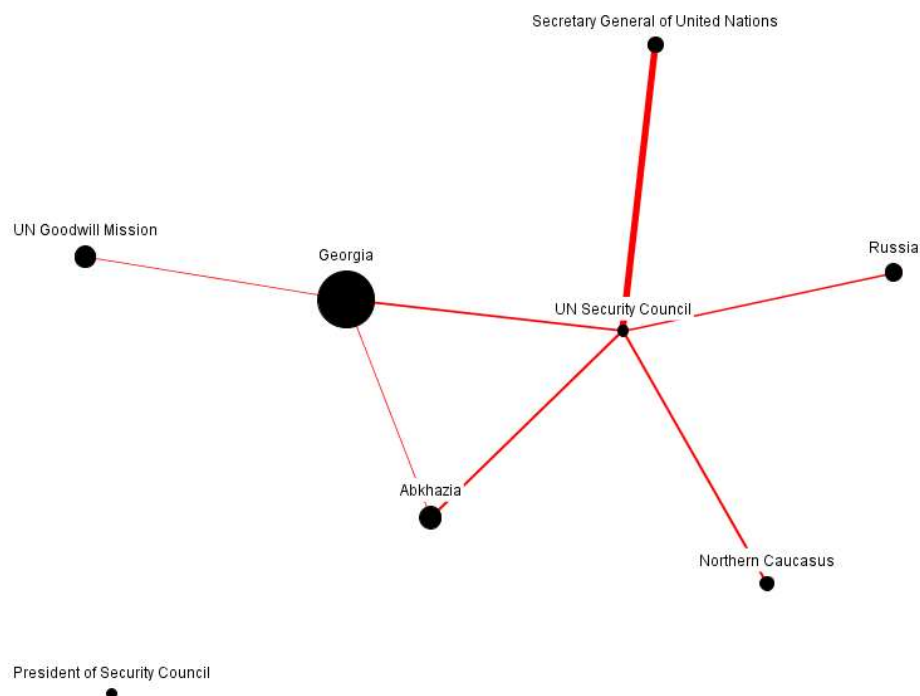 Secretary General of United Nations
UN Goodwill Mission
Georgia
Russia
UN Security Council
Abkhazia
Northern Caucasus
President of Security Council